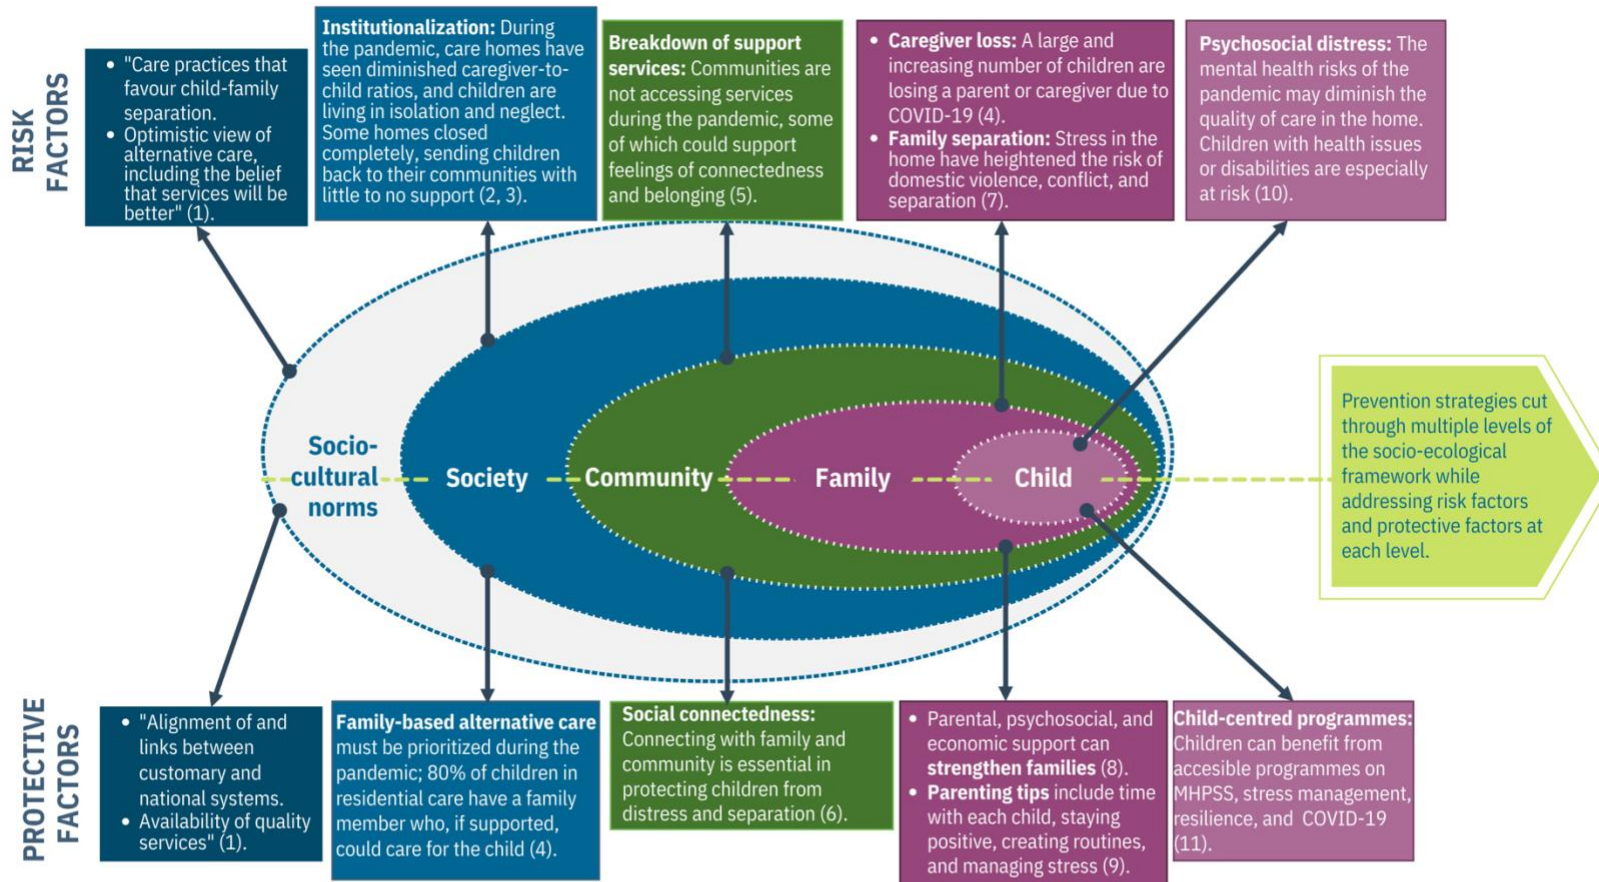 RISK
FACTORS
• "Care practices that
favour child-family
separation.
• Optimistic view of
alternative care,
including the belief
that services will be
better" (1).
Institutionalization: During
the pandemic, care homes have
seen diminished caregiver-to-
child ratios, and children are
living in isolation and neglect.
Some homes closed
completely, sending children
back to their communities with
little to no support (2, 3).
Breakdown of support
services: Communities are
not accessing services
during the pandemic, some
of which could support
feelings of connectedness
and belonging (5).
• Caregiver loss: A large and
increasing number of children are
losing a parent or caregiver due to
COVID-19 (4).
• Family separation: Stress in the
home have heightened the risk of
domestic violence, conflict, and
separation (7).
Psychosocial distress: The
mental health risks of the
pandemic may diminish the
quality of care in the home.
Children with health issues
or disabilities are especially
at risk (10).
Socio-
cultural
norms
Society
Community
Family
Child
Prevention strategies cut
through multiple levels of
the socio-ecological
framework while
addressing risk factors
and protective factors at
each level.
PROTECTIVE
FACTORS
• "Alignment of and
links between
customary and
national systems.
• Availability of quality
services" (1).
Family-based alternative care
must be prioritized during the
pandemic; 80% of children in
residential care have a family
member who, if supported,
could care for the child (4).
Social connectedness:
Connecting with family and
community is essential in
protecting children from
distress and separation (6).
• Parental, psychosocial, and
economic support can
strengthen families (8).
• Parenting tips include time
with each child, staying
positive, creating routines,
and managing stress (9).
Child-centred programmes:
Children can benefit from
accesible programmes on
MHPSS, stress management,
resilience, and COVID-19
(11).